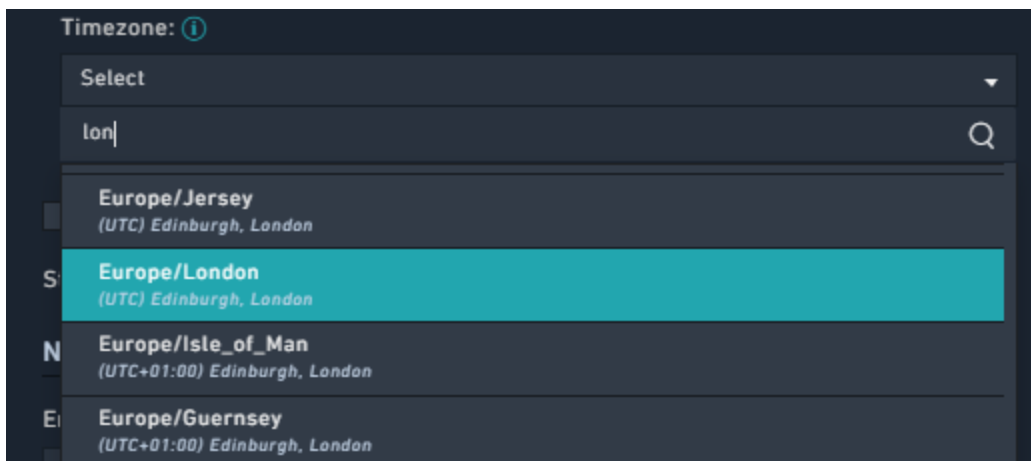 Timezone:
Select
lon
Europe/Jersey
(UTC) Edinburgh, London
Europe/London
(UTC) Edinburgh, London
Europe/Isle_of_Man
(UTC+01:00) Edinburgh, London
Europe/Guernsey
(UTC+01:00) Edinburgh, London